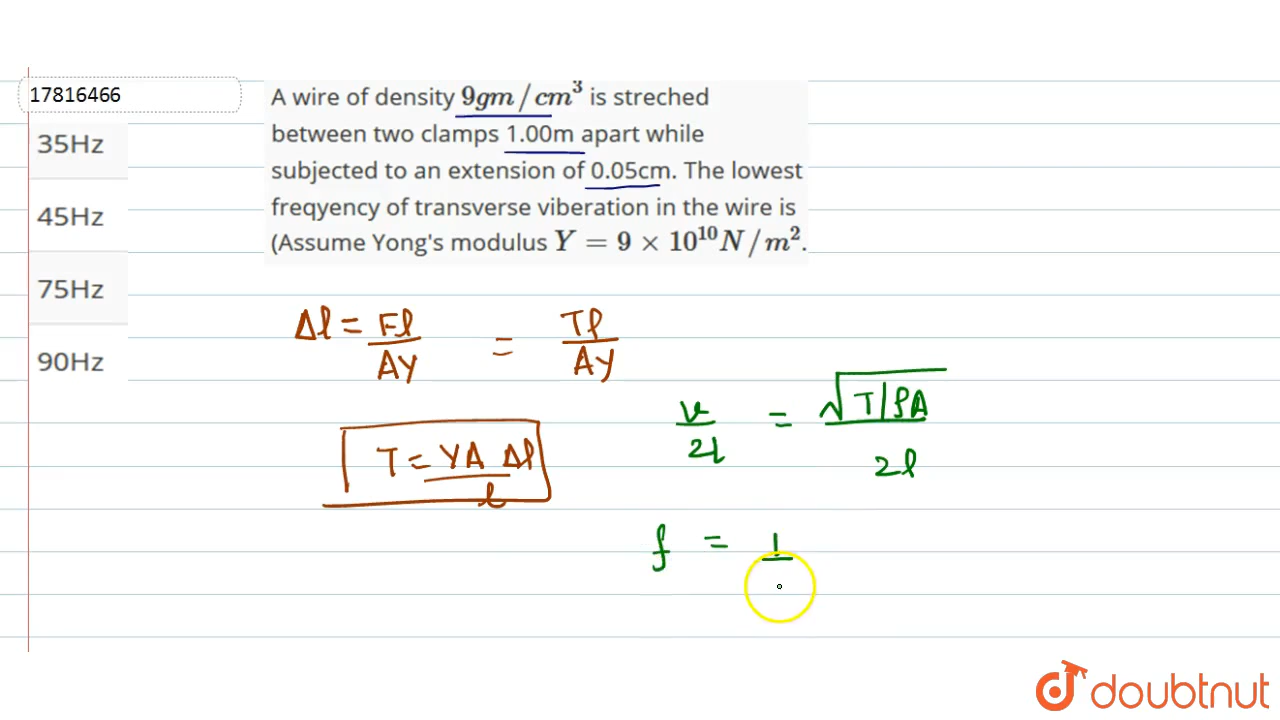 17816466
A wire of density 9gm/cm³ is streched
between two clamps 1.00m apart while
subjected to an extension of 0.05cm. The lowest
freqyency of transverse viberation in the wire is
(Assume Yong's modulus Y = 9 × 10¹⁰N/m².
35Hz
45Hz
75Hz
90Hz
Δl = Fl/AY = Tl/AY
T = YA Δl/l
v/2l = √T/ρA / 2l
f = 1
doubtnut